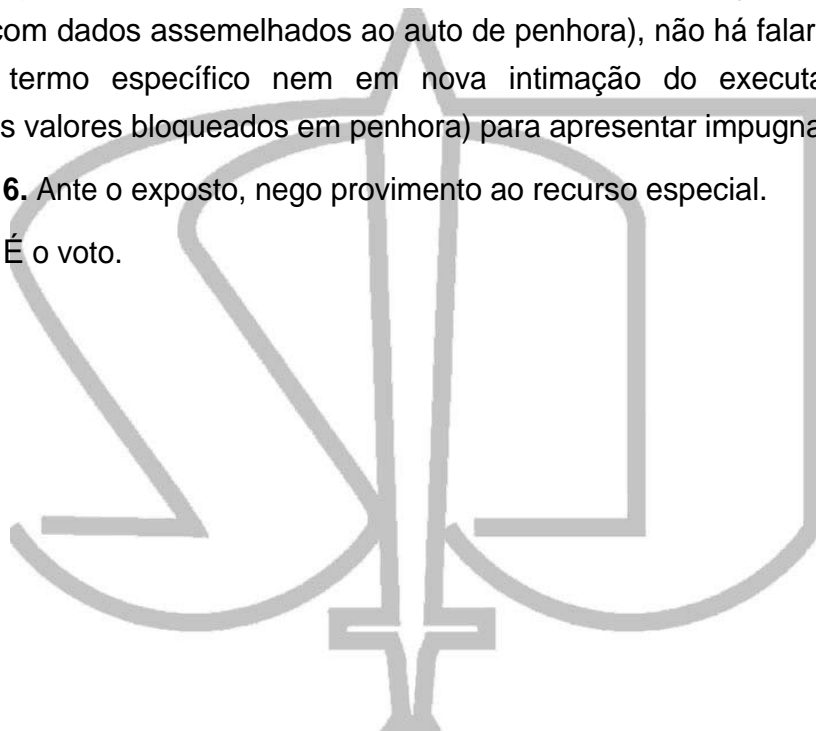 com dados assemelhados ao auto de penhora), não há falar
termo específico nem em nova intimação do executa
s valores bloqueados em penhora) para apresentar impugna
6. Ante o exposto, nego provimento ao recurso especial.
É o voto.